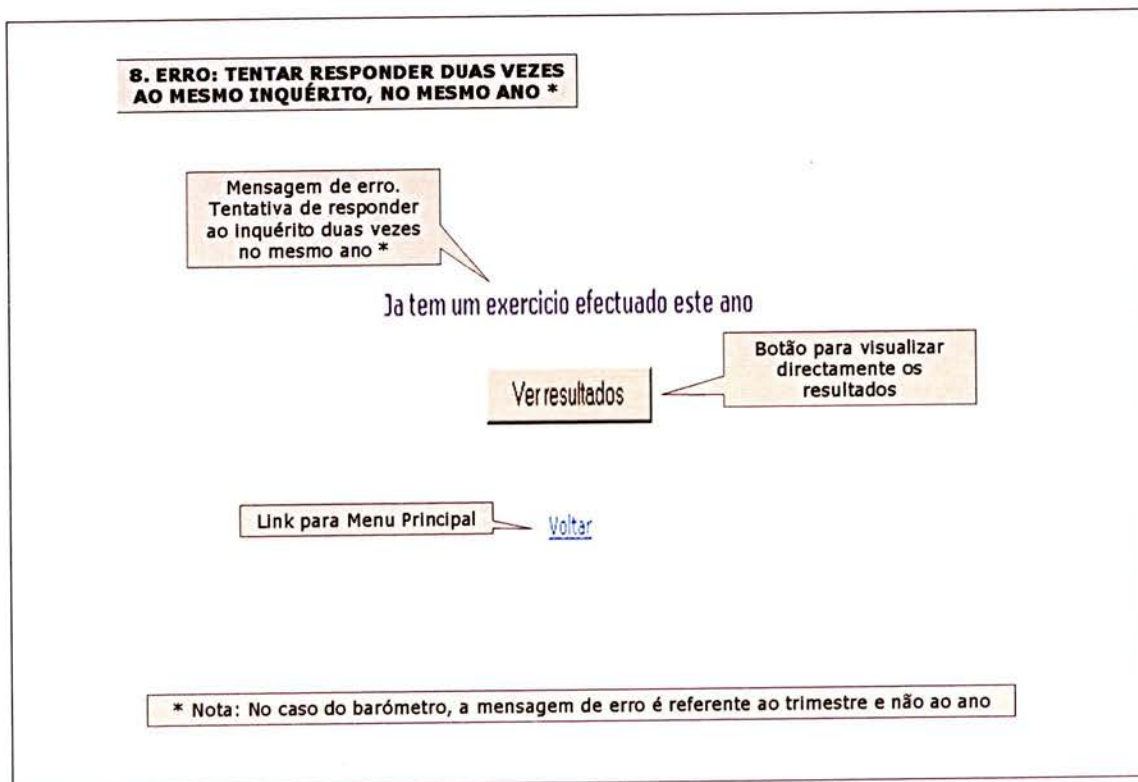 8. ERRO: TENTAR RESPONDER DUAS VEZES
AO MESMO INQUÉRITO, NO MESMO ANO *
Mensagem de erro.
Tentativa de responder
ao inquérito duas vezes
no mesmo ano *
Ja tem um exercicio efectuado este ano
Botão para visualizar
directamente os
resultados
Ver resultados
Link para Menu Principal
Voltar
* Nota: No caso do barómetro, a mensagem de erro é referente ao trimestre e não ao ano